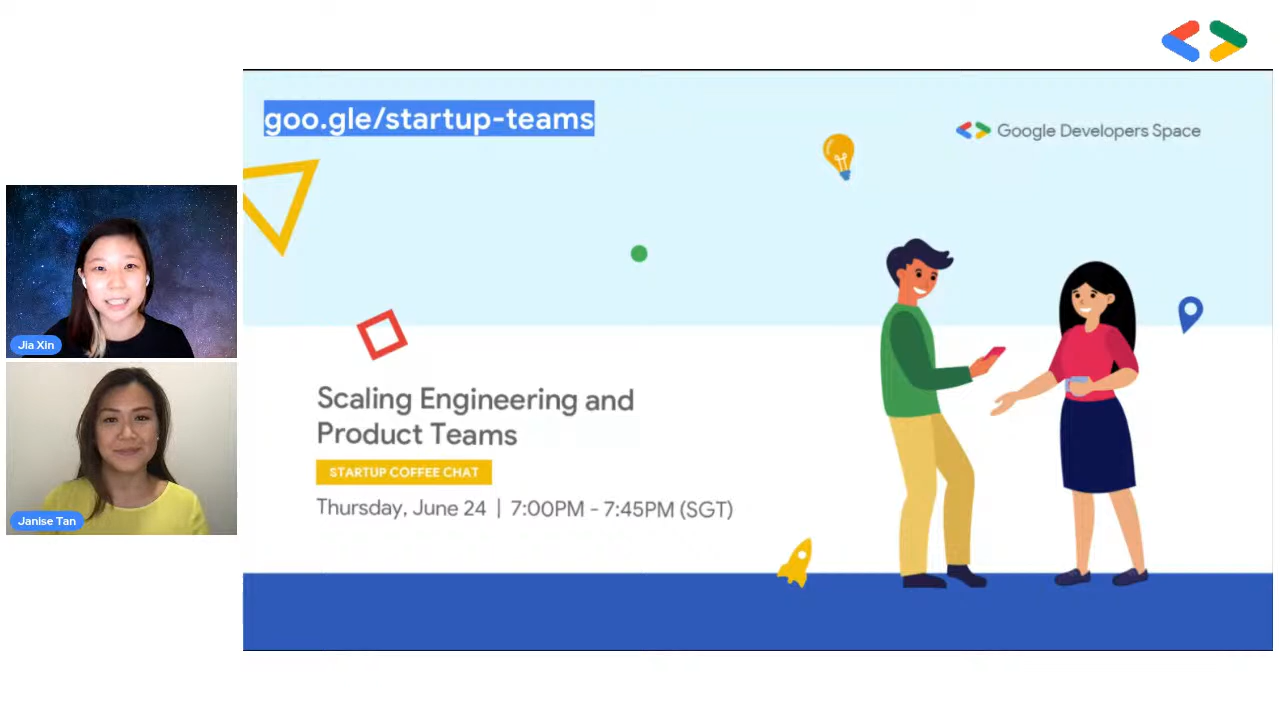 goo.gle/startup-teams
Google Developers Space
Jia Xin
Janise Tan
Scaling Engineering and
Product Teams
STARTUP COFFEE CHAT
Thursday, June 24 | 7:00PM - 7:45PM (SGT)